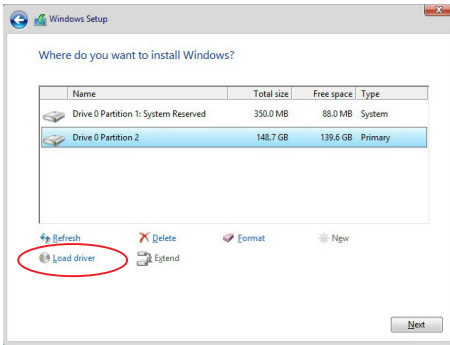 Windows Setup
Where do you want to install Windows?
Name Total size Free space Type
Drive 0 Partition 1: System Reserved 350.0 MB 88.0 MB System
Drive 0 Partition 2 148.7 GB 139.6 GB Primary
Refresh Delete Format New
Load driver Extend
Next